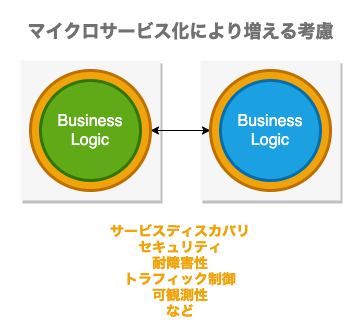 マイクロサービス化により増える考慮
Business
Logic
Business
Logic
サービスディスカバリ
セキュリティ
耐障害性
トラフィック制御
可観測性
など